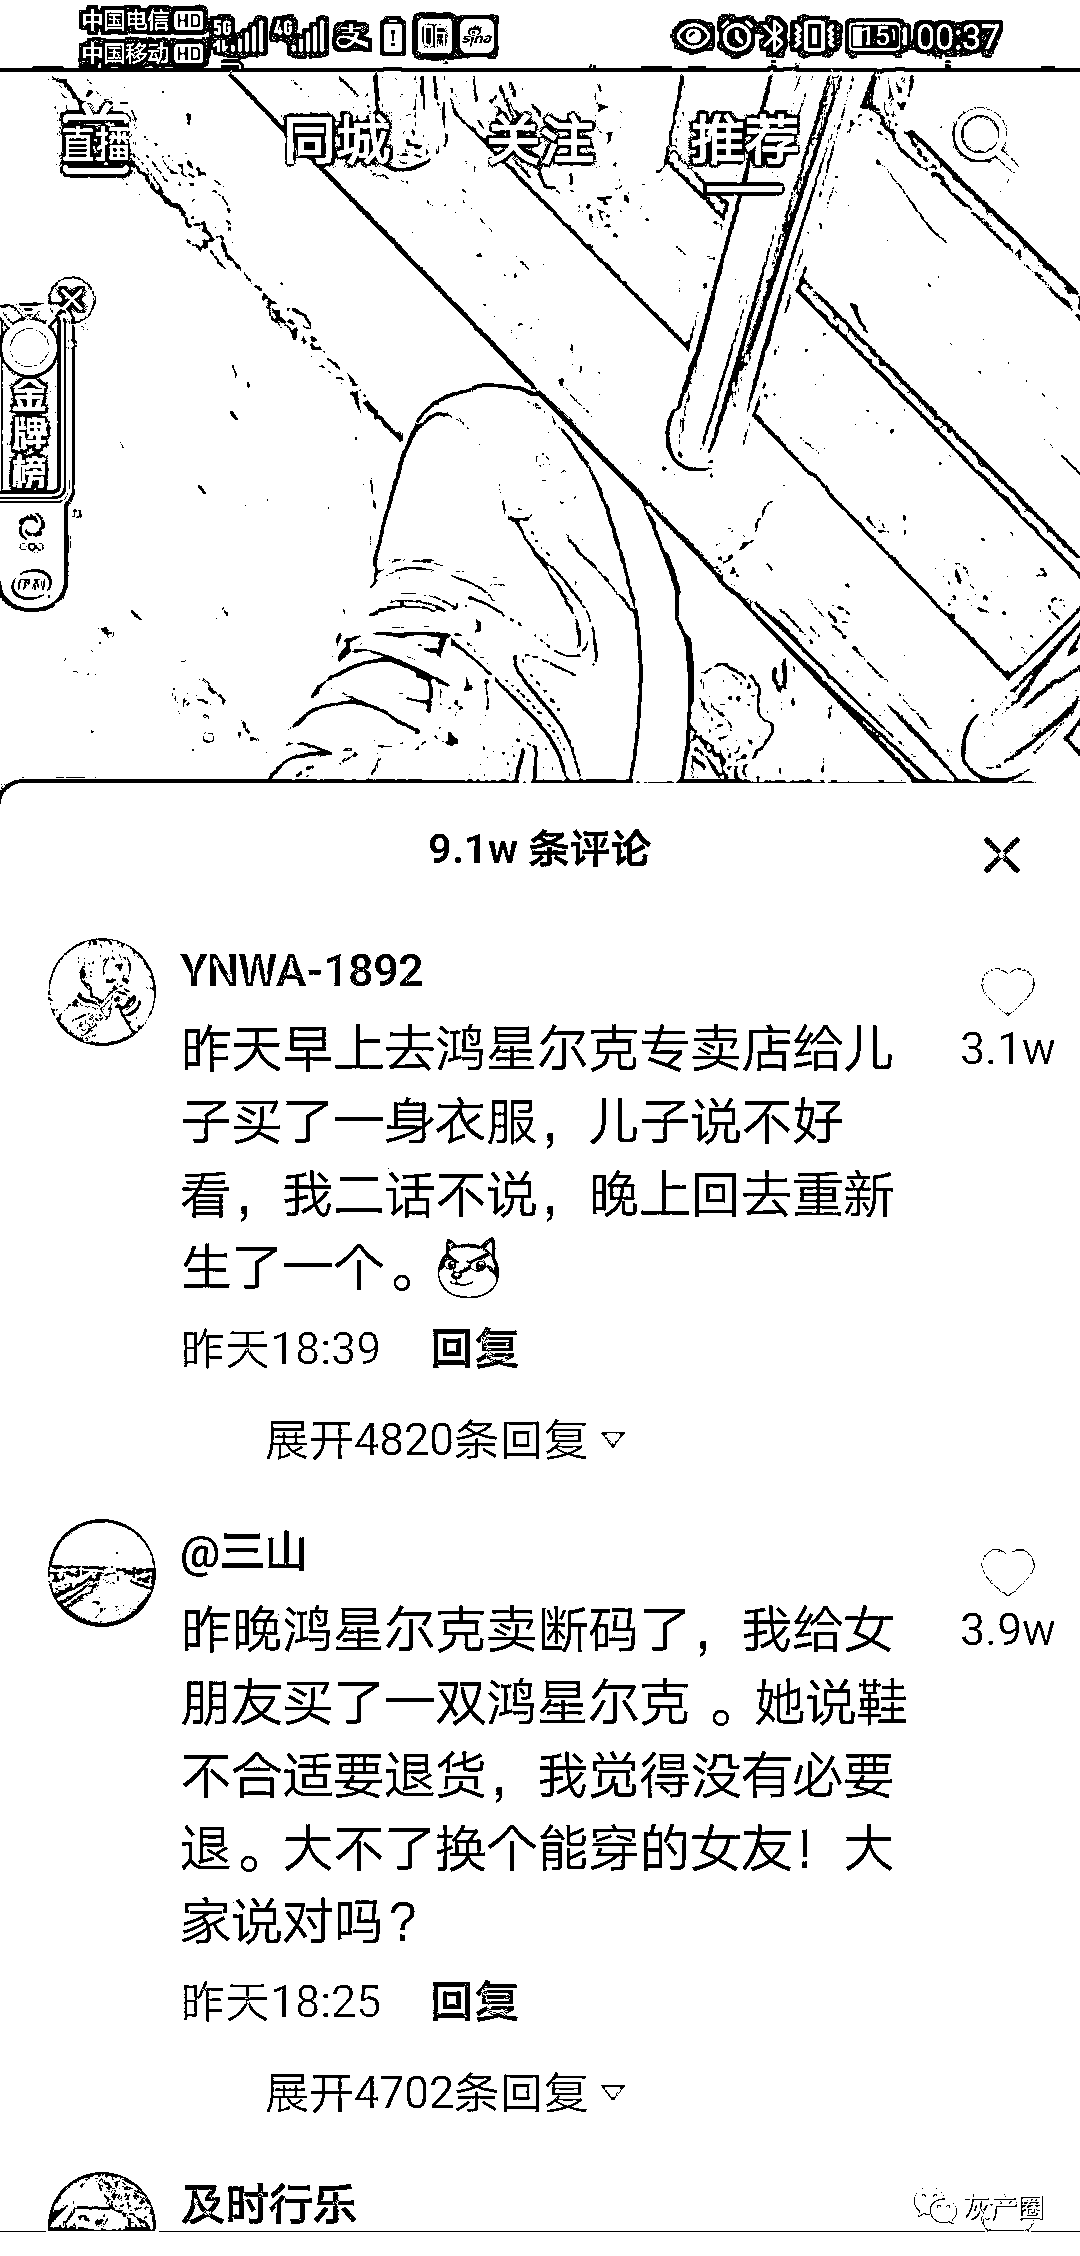 中国电信 HD 5G 4G 支 sina 15 00:37
中国移动 HD
直播 同城 关注 推荐
金牌榜
伊利
9.1w 条评论
YNWA-1892
昨天早上去鸿星尔克专卖店给儿
子买了一身衣服，儿子说不好
看，我二话不说，晚上回去重新
生了一个。
3.1w
昨天18:39 回复
展开4820条回复
@三山
昨晚鸿星尔克卖断码了，我给女
朋友买了一双鸿星尔克 。她说鞋
不合适要退货，我觉得没有必要
退。大不了换个能穿的女友！大
家说对吗？
3.9w
昨天18:25 回复
展开4702条回复
及时行乐
灰产圈